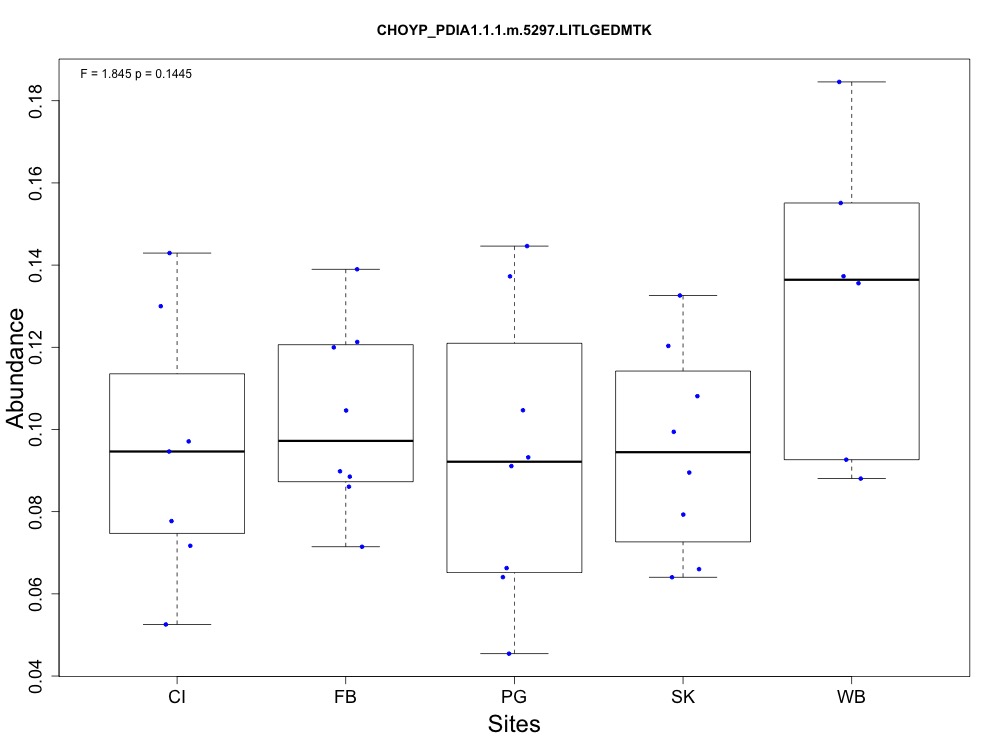 CHOYP_PDIA1.1.1.m.5297.LITLGEDMTK
F = 1.845 p = 0.1445
0.18
0.16
0.14
0.12
0.10
0.08
0.06
0.04
Abundance
CI FB PG SK WB
Sites